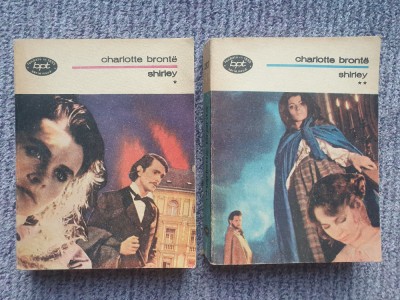 bpt
charlotte brontë
shirley
*
bpt
charlotte brontë
shirley
**